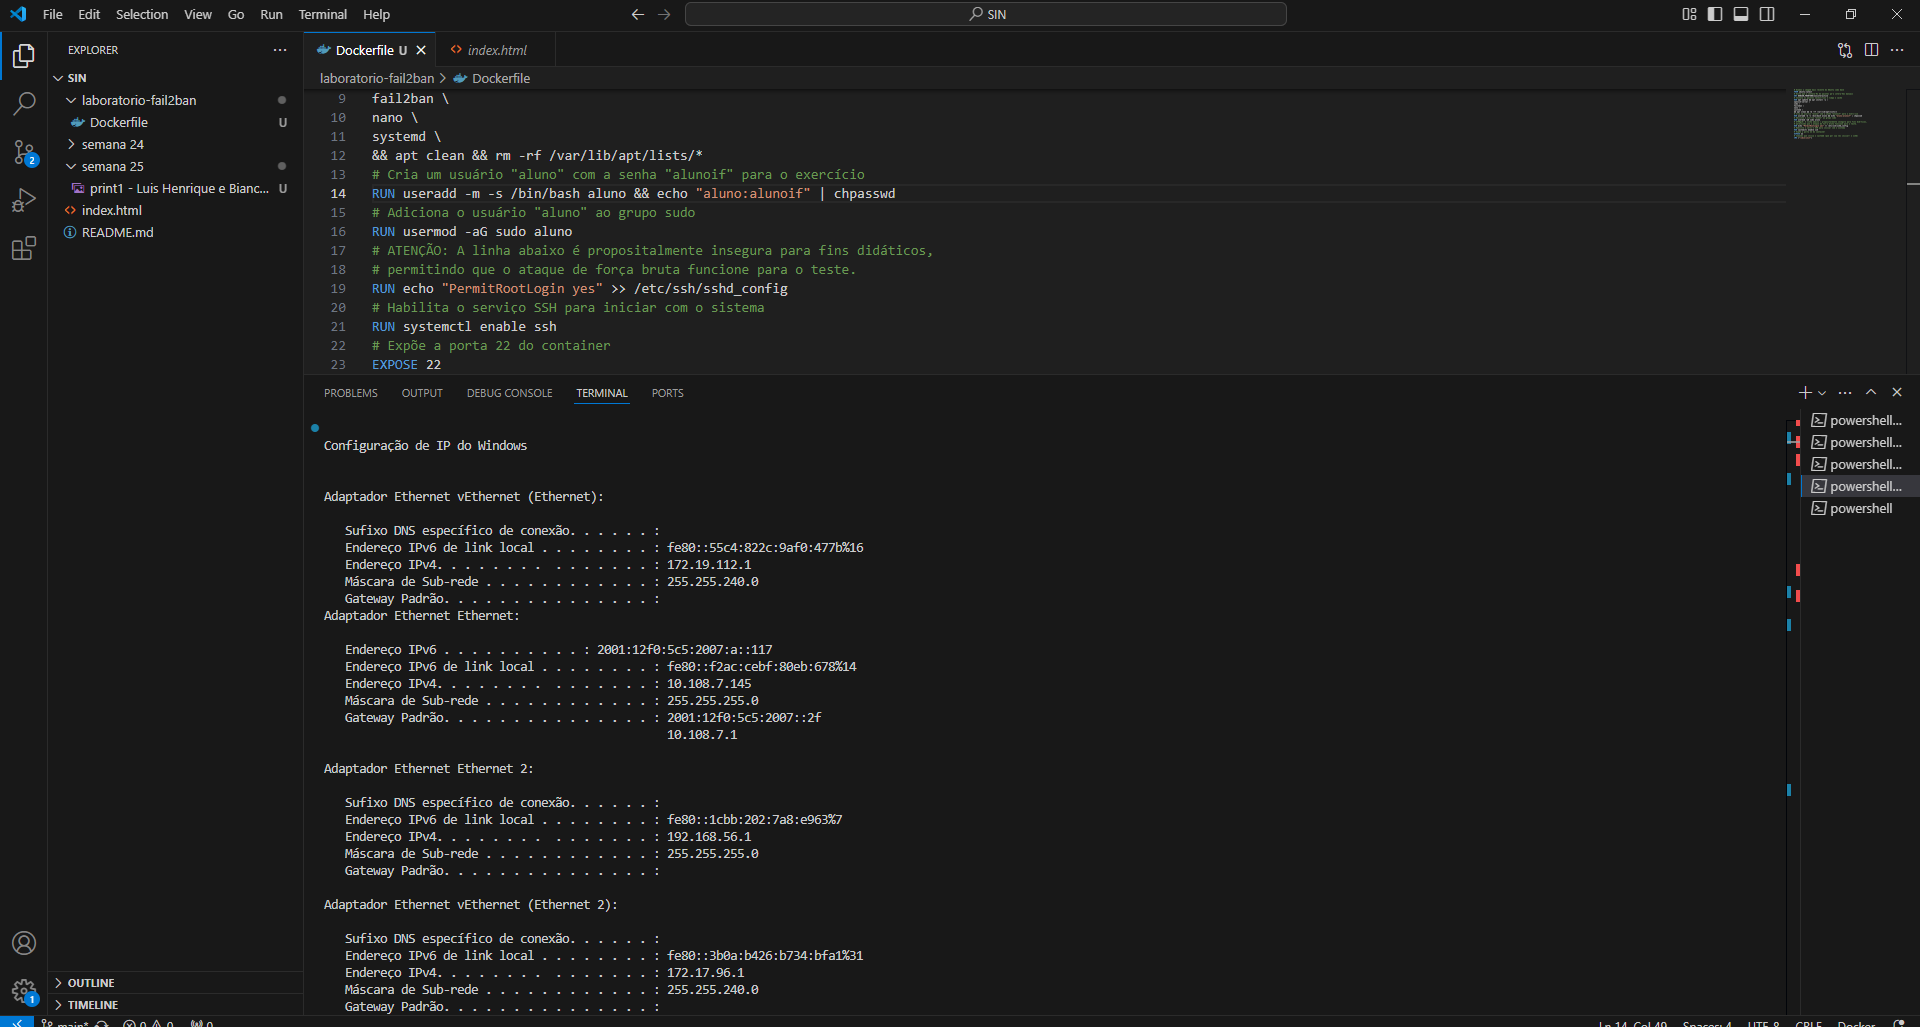 File Edit Selection View Go Run Terminal Help
SIN
EXPLORER
SIN
laboratorio-fail2ban
Dockerfile U
semana 24
semana 25
print1 - Luis Henrique e Bianc... U
index.html
README.md
OUTLINE
TIMELINE
2
1
Dockerfile U
index.html
laboratorio-fail2ban > Dockerfile
9 fail2ban \
10 nano \
11 systemd \
12 && apt clean && rm -rf /var/lib/apt/lists/*
13 # Cria um usuário "aluno" com a senha "alunoif" para o exercício
14 RUN useradd -m -s /bin/bash aluno && echo "aluno:alunoif" | chpasswd
15 # Adiciona o usuário "aluno" ao grupo sudo
16 RUN usermod -aG sudo aluno
17 # ATENÇÃO: A linha abaixo é propositalmente insegura para fins didáticos,
18 # permitindo que o ataque de força bruta funcione para o teste.
19 RUN echo "PermitRootLogin yes" >> /etc/ssh/sshd_config
20 # Habilita o serviço SSH para iniciar com o sistema
21 RUN systemctl enable ssh
22 # Expõe a porta 22 do container
23 EXPOSE 22
PROBLEMS OUTPUT DEBUG CONSOLE TERMINAL PORTS
Configuração de IP do Windows
Adaptador Ethernet vEthernet (Ethernet):
Sufixo DNS específico de conexão. . . . . . :
Endereço IPv6 de link local . . . . . . . . : fe80::55c4:822c:9af0:477b%16
Endereço IPv4. . . . . . . .  . . . . . . . : 172.19.112.1
Máscara de Sub-rede . . . . . . . . . . . . : 255.255.240.0
Gateway Padrão. . . . . . . . . . . . . . . :
Adaptador Ethernet Ethernet:
Endereço IPv6 . . . . . . . . . . : 2001:12f0:5c5:2007:a::117
Endereço IPv6 de link local . . . . . . . . : fe80::f2ac:cebf:80eb:678%14
Endereço IPv4. . . . . . . .  . . . . . . . : 10.108.7.145
Máscara de Sub-rede . . . . . . . . . . . . : 255.255.255.0
Gateway Padrão. . . . . . . . . . . . . . . : 2001:12f0:5c5:2007::2f
10.108.7.1
Adaptador Ethernet Ethernet 2:
Sufixo DNS específico de conexão. . . . . . :
Endereço IPv6 de link local . . . . . . . . : fe80::1cbb:202:7a8:e963%7
Endereço IPv4. . . . . . . .  . . . . . . . : 192.168.56.1
Máscara de Sub-rede . . . . . . . . . . . . : 255.255.255.0
Gateway Padrão. . . . . . . . . . . . . . . :
Adaptador Ethernet vEthernet (Ethernet 2):
Sufixo DNS específico de conexão. . . . . . :
Endereço IPv6 de link local . . . . . . . . : fe80::3b0a:b426:b734:bfa1%31
Endereço IPv4. . . . . . . .  . . . . . . . : 172.17.96.1
Máscara de Sub-rede . . . . . . . . . . . . : 255.255.240.0
Gateway Padrão. . . . . . . . . . . . . . . :
powershell...
powershell...
powershell...
powershell...
powershell
main* 0 0 0 Ln 14, Col 49 Spaces: 4 UTF-8 CRLF Docker